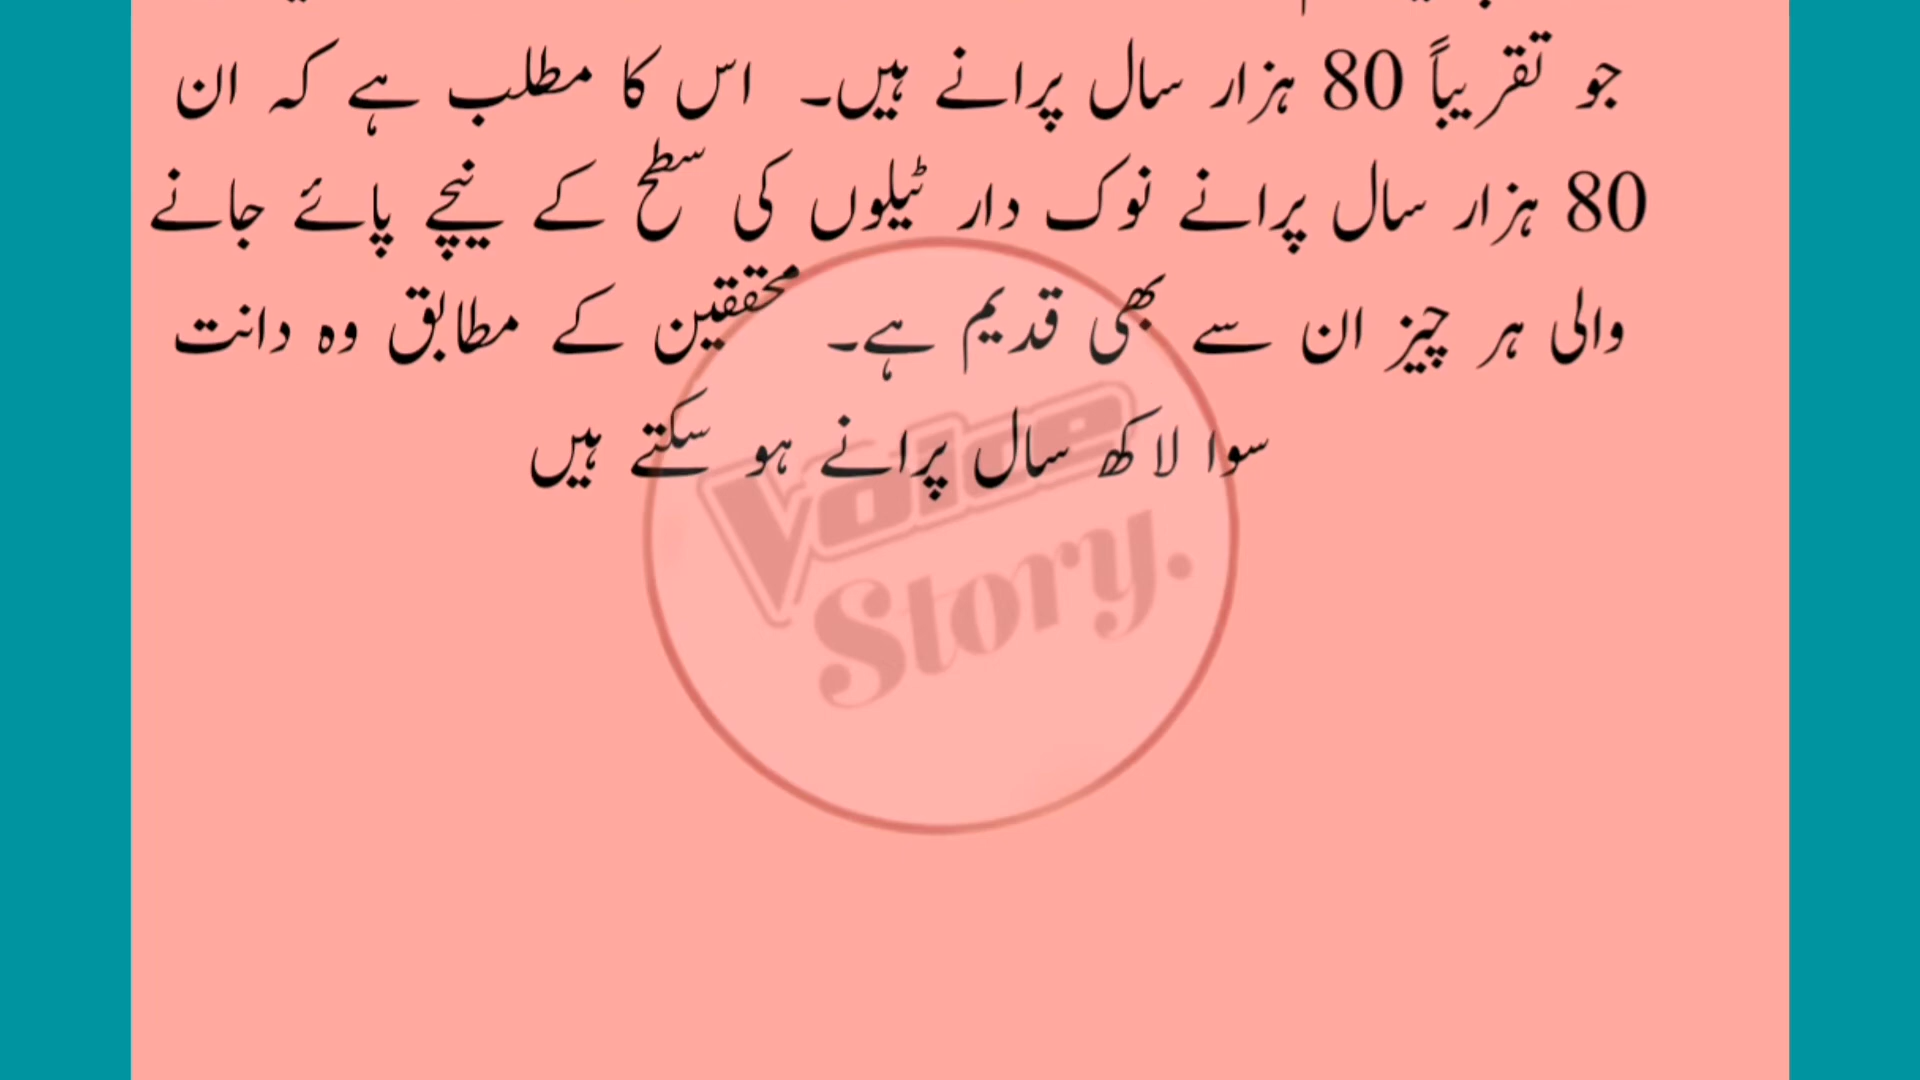 جو تقریباً 80 ہزار سال پرانے ہیں۔ اس کا مطلب ہے کہ ان
80 ہزار سال پرانے نوک دار ٹیلوں کی سطح کے نیچے پائے جانے
والی ہر چیز ان سے بھی قدیم ہے۔ محققین کے مطابق وہ دانت
سوا لاکھ سال پرانے ہو سکتے ہیں
Voice
Story.